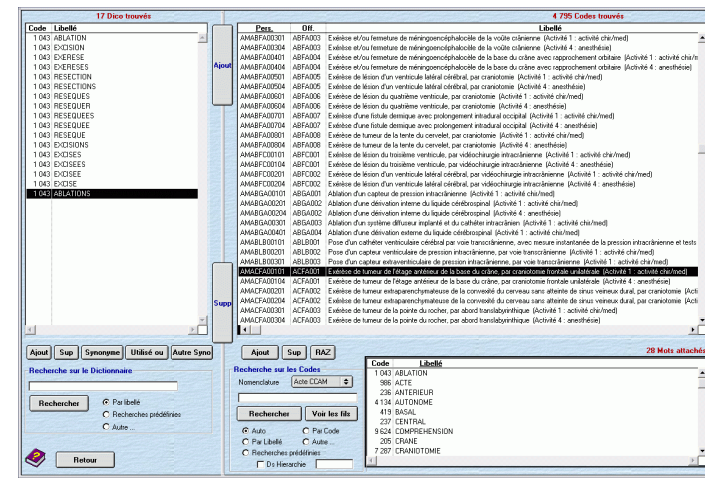 17 Dico trouvés
Code Libellé
1 043 ABLATION
1 043 EXCISION
1 043 EXERESE
1 043 EXERESES
1 043 RESECTION
1 043 RESECTIONS
1 043 RESEQUES
1 043 RESEQUER
1 043 RESEQUEES
1 043 RESEQUEE
1 043 RESEQUE
1 043 EXCISIONS
1 043 EXCISES
1 043 EXCISEES
1 043 EXCISEE
1 043 EXCISE
1 043 ABLATIONS
Ajout
Supp
4 795 Codes trouvés
Pers. Off. Libellé
AMABFA00301 ABFA003 Exérèse et/ou fermeture de méningoencéphalocèle de la voûte crânienne (Activité 1 : activité chir/med)
AMABFA00304 ABFA003 Exérèse et/ou fermeture de méningoencéphalocèle de la voûte crânienne (Activité 4 : anesthésie)
AMABFA00401 ABFA004 Exérèse et/ou fermeture de méningoencéphalocèle de la base du crâne avec rapprochement orbitaire (Activité 1 : activité chir/m
AMABFA00404 ABFA004 Exérèse et/ou fermeture de méningoencéphalocèle de la base du crâne avec rapprochement orbitaire (Activité 4 : anesthésie)
AMABFA00501 ABFA005 Exérèse de lésion d'un ventricule latéral cérébral, par craniotomie (Activité 1 : activité chir/med)
AMABFA00504 ABFA005 Exérèse de lésion d'un ventricule latéral cérébral, par craniotomie (Activité 4 : anesthésie)
AMABFA00601 ABFA006 Exérèse de lésion du quatrième ventricule, par craniotomie (Activité 1 : activité chir/med)
AMABFA00604 ABFA006 Exérèse de lésion du quatrième ventricule, par craniotomie (Activité 4 : anesthésie)
AMABFA00701 ABFA007 Exérèse d'une fistule dermique avec prolongement intradural occipital (Activité 1 : activité chir/med)
AMABFA00704 ABFA007 Exérèse d'une fistule dermique avec prolongement intradural occipital (Activité 4 : anesthésie)
AMABFA00801 ABFA008 Exérèse de tumeur de la tente du cervelet, par craniotomie (Activité 1 : activité chir/med)
AMABFA00804 ABFA008 Exérèse de tumeur de la tente du cervelet, par craniotomie (Activité 4 : anesthésie)
AMABFC00101 ABFC001 Exérèse de lésion du troisième ventricule, par vidéochirurgie intracrânienne (Activité 1 : activité chir/med)
AMABFC00104 ABFC001 Exérèse de lésion du troisième ventricule, par vidéochirurgie intracrânienne (Activité 4 : anesthésie)
AMABFC00201 ABFC002 Exérèse de lésion d'un ventricule latéral cérébral, par vidéochirurgie intracrânienne (Activité 1 : activité chir/med)
AMABFC00204 ABFC002 Exérèse de lésion d'un ventricule latéral cérébral, par vidéochirurgie intracrânienne (Activité 4 : anesthésie)
AMABGA00101 ABGA001 Ablation d'un capteur de pression intracrânienne (Activité 1 : activité chir/med)
AMABGA00201 ABGA002 Ablation d'une dérivation interne du liquide cérébrospinal (Activité 1 : activité chir/med)
AMABGA00204 ABGA002 Ablation d'une dérivation interne du liquide cérébrospinal (Activité 4 : anesthésie)
AMABGA00301 ABGA003 Ablation d'un système diffuseur implanté et du cathéter intracrânien (Activité 1 : activité chir/med)
AMABGA00401 ABGA004 Ablation d'une dérivation externe du liquide cérébrospinal (Activité 1 : activité chir/med)
AMABLB00101 ABLB001 Pose d'un cathéter ventriculaire cérébral par voie transcrânienne, avec mesure instantanée de la pression intracrânienne et tests
AMABLB00201 ABLB002 Pose d'un capteur de pression intracrânienne, par voie transcrânienne (Activité 1 : activité chir/med)
AMABLB00301 ABLB003 Pose d'un capteur extraventriculaire de pression intracrânienne, par voie transcrânienne (Activité 1 : activité chir/med)
AMACFA00101 ACFA001 Exérèse de tumeur de l'étage antérieur de la base du crâne, par craniotomie frontale unilatérale (Activité 1 : activité chir/med)
AMACFA00104 ACFA001 Exérèse de tumeur de l'étage antérieur de la base du crâne, par craniotomie frontale unilatérale (Activité 4 : anesthésie)
AMACFA00201 ACFA002 Exérèse de tumeur extraparenchymateuse de la convexité du cerveau sans atteinte de sinus veineux dural, par craniotomie (Acti
AMACFA00204 ACFA002 Exérèse de tumeur extraparenchymateuse de la convexité du cerveau sans atteinte de sinus veineux dural, par craniotomie (Acti
AMACFA00301 ACFA003 Exérèse de tumeur de la pointe du rocher, par abord translabyrinthique (Activité 1 : activité chir/med)
AMACFA00304 ACFA003 Exérèse de tumeur de la pointe du rocher, par abord translabyrinthique (Activité 4 : anesthésie)
Ajout Sup Synonyme Utilisé ou Autre Syno
Recherche sur le Dictionnaire
Rechercher
Par libellé
Recherches prédéfinies
Autre ...
Retour
Ajout Sup RAZ
Recherche sur les Codes
Nomenclature Acte CCAM
Rechercher Voir les fils
Auto Par Code
Par Libellé Autre ...
Recherches prédéfinies
Ds Hierarchie
28 Mots attachés
Code Libellé
1 043 ABLATION
986 ACTE
236 ANTERIEUR
4 134 AUTONOME
419 BASAL
237 CENTRAL
9 624 COMPREHENSION
205 CRANE
7 287 CRANIOTOMIE